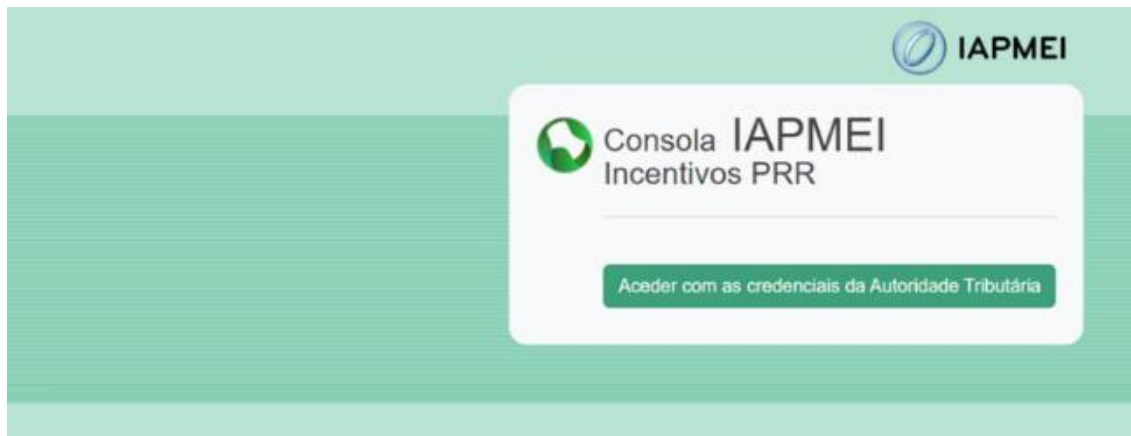 IAPMEI
Consola IAPMEI
Incentivos PRR
Aceder com as credenciais da Autoridade Tributária